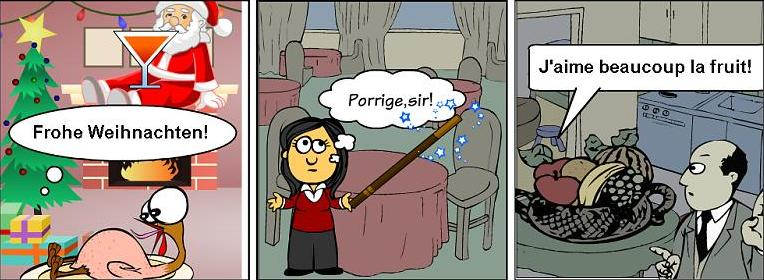 Frohe Weihnachten!
Porrige,sir!
J'aime beaucoup la fruit!